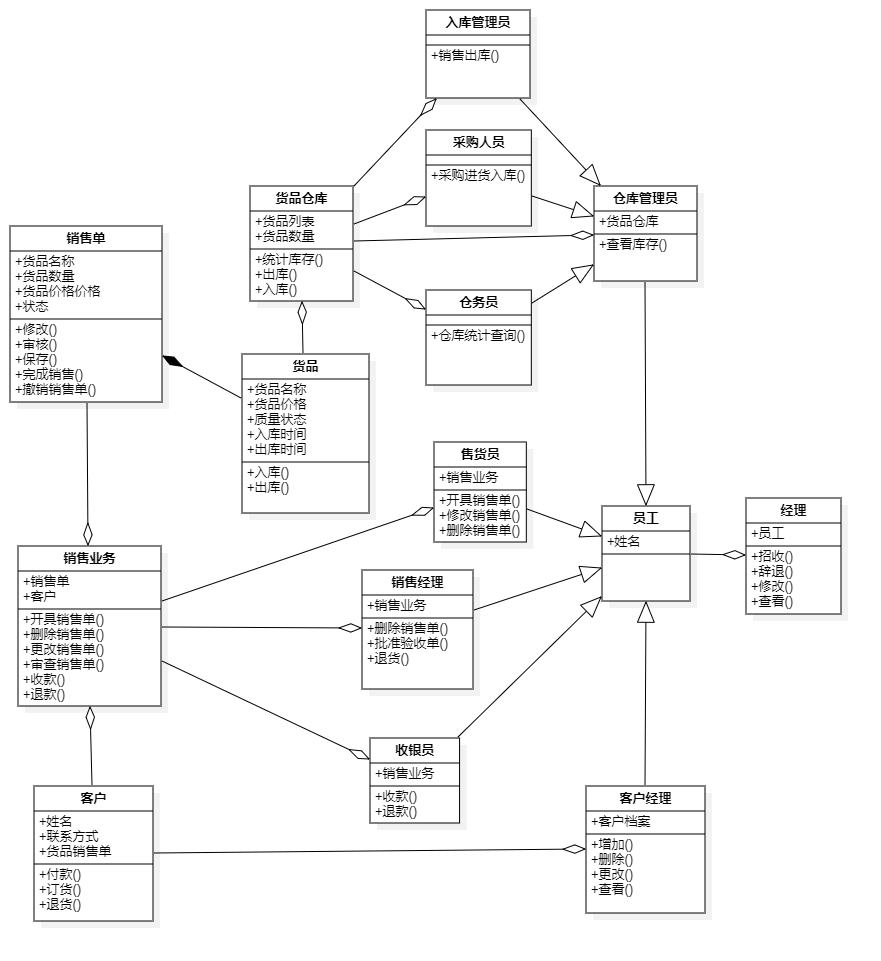 入库管理员
+销售出库()
采购人员
+采购进货入库()
货品仓库
+货品列表
+货品数量
+统计库存()
+出库()
+入库()
仓库管理员
+货品仓库
+查看库存()
销售单
+货品名称
+货品数量
+货品价格价格
+状态
+修改()
+审核()
+保存()
+完成销售()
+撤销销售单()
仓务员
+仓库统计查询()
货品
+货品名称
+货品价格
+质量状态
+入库时间
+出库时间
+入库()
+出库()
售货员
+销售业务
+开具销售单()
+修改销售单()
+删除销售单()
员工
+姓名
经理
+员工
+招收()
+辞退()
+修改()
+查看()
销售业务
+销售单
+客户
+开具销售单()
+删除销售单()
+更改销售单()
+审查销售单()
+收款()
+退款()
销售经理
+销售业务
+删除销售单()
+批准验收单()
+退货()
收银员
+销售业务
+收款()
+退款()
客户
+姓名
+联系方式
+货品销售单
+付款()
+订货()
+退货()
客户经理
+客户档案
+增加()
+删除()
+更改()
+查看()